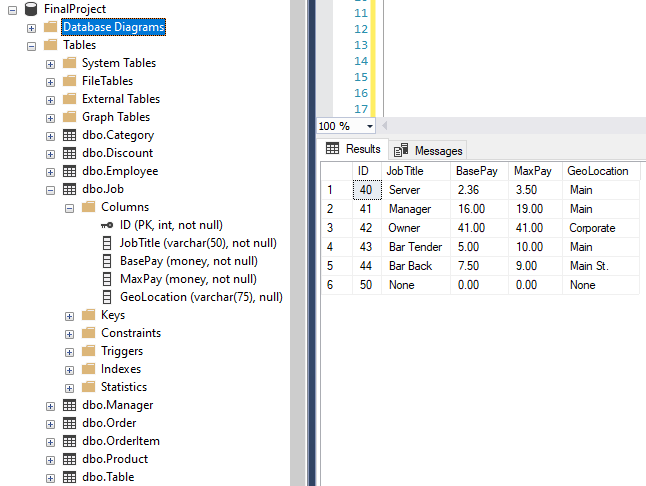 FinalProject
Database Diagrams
Tables
System Tables
FileTables
External Tables
Graph Tables
dbo.Category
dbo.Discount
dbo.Employee
dbo.Job
Columns
ID (PK, int, not null)
JobTitle (varchar(50), not null)
BasePay (money, not null)
MaxPay (money, not null)
GeoLocation (varchar(75), null)
Keys
Constraints
Triggers
Indexes
Statistics
dbo.Manager
dbo.Order
dbo.OrderItem
dbo.Product
dbo.Table
11
12
13
14
15
16
17
100 %
Results Messages
ID JobTitle BasePay MaxPay GeoLocation
1 40 Server 2.36 3.50 Main
2 41 Manager 16.00 19.00 Main
3 42 Owner 41.00 41.00 Corporate
4 43 Bar Tender 5.00 10.00 Main
5 44 Bar Back 7.50 9.00 Main St.
6 50 None 0.00 0.00 None